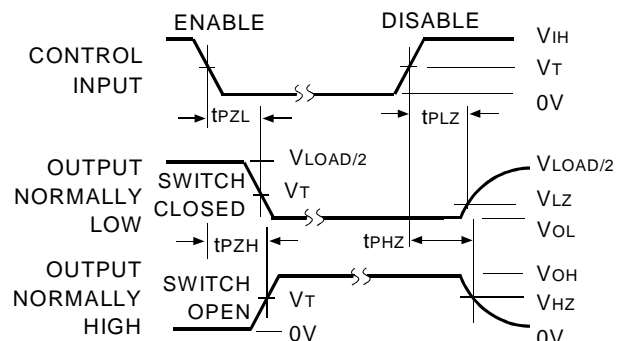 ENABLE
DISABLE
CONTROL
INPUT
VIH
VT
0V
tPZL
tPLZ
OUTPUT
NORMALLY
LOW
SWITCH
CLOSED
VLOAD/2
VT
VLOAD/2
VLZ
VOL
tPZH
tPHZ
OUTPUT
NORMALLY
HIGH
SWITCH
OPEN
VT
0V
VOH
VHZ
0V